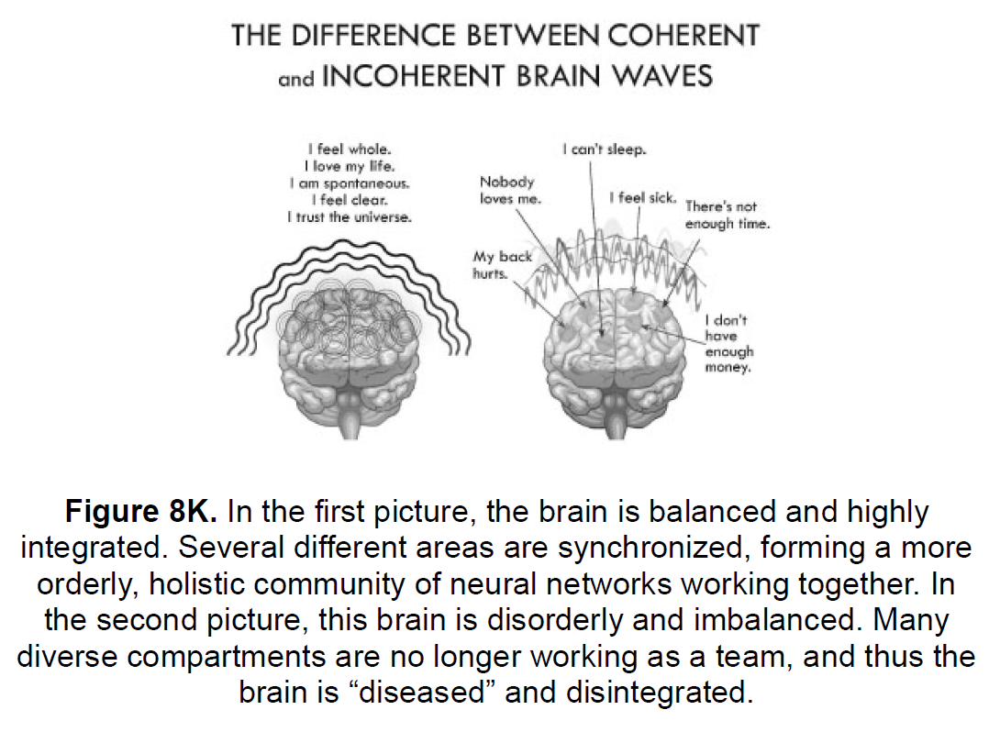 THE DIFFERENCE BETWEEN COHERENT
and INCOHERENT BRAIN WAVES
I feel whole.
I love my life.
I am spontaneous.
I feel clear.
I trust the universe.
I can't sleep.
Nobody
loves me.
I feel sick.
There's not
enough time.
My back
hurts.
I don't
have
enough
money.
Figure 8K. In the first picture, the brain is balanced and highly
integrated. Several different areas are synchronized, forming a more
orderly, holistic community of neural networks working together. In
the second picture, this brain is disorderly and imbalanced. Many
diverse compartments are no longer working as a team, and thus the
brain is “diseased” and disintegrated.